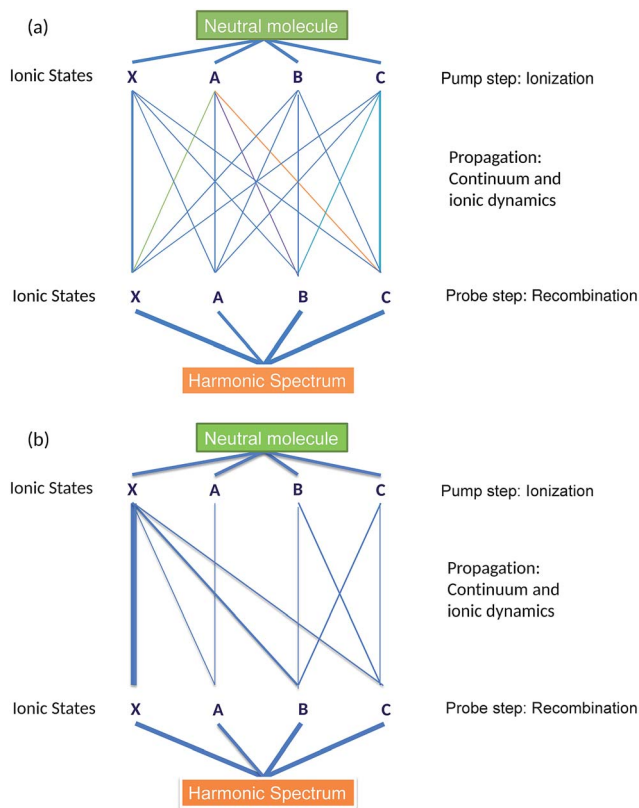 (a)
Neutral molecule
Ionic States X A B C Pump step: Ionization
Propagation:
Continuum and
ionic dynamics
Ionic States X A B C Probe step: Recombination
Harmonic Spectrum
(b)
Neutral molecule
Ionic States X A B C Pump step: Ionization
Propagation:
Continuum and
ionic dynamics
Ionic States X A B C Probe step: Recombination
Harmonic Spectrum